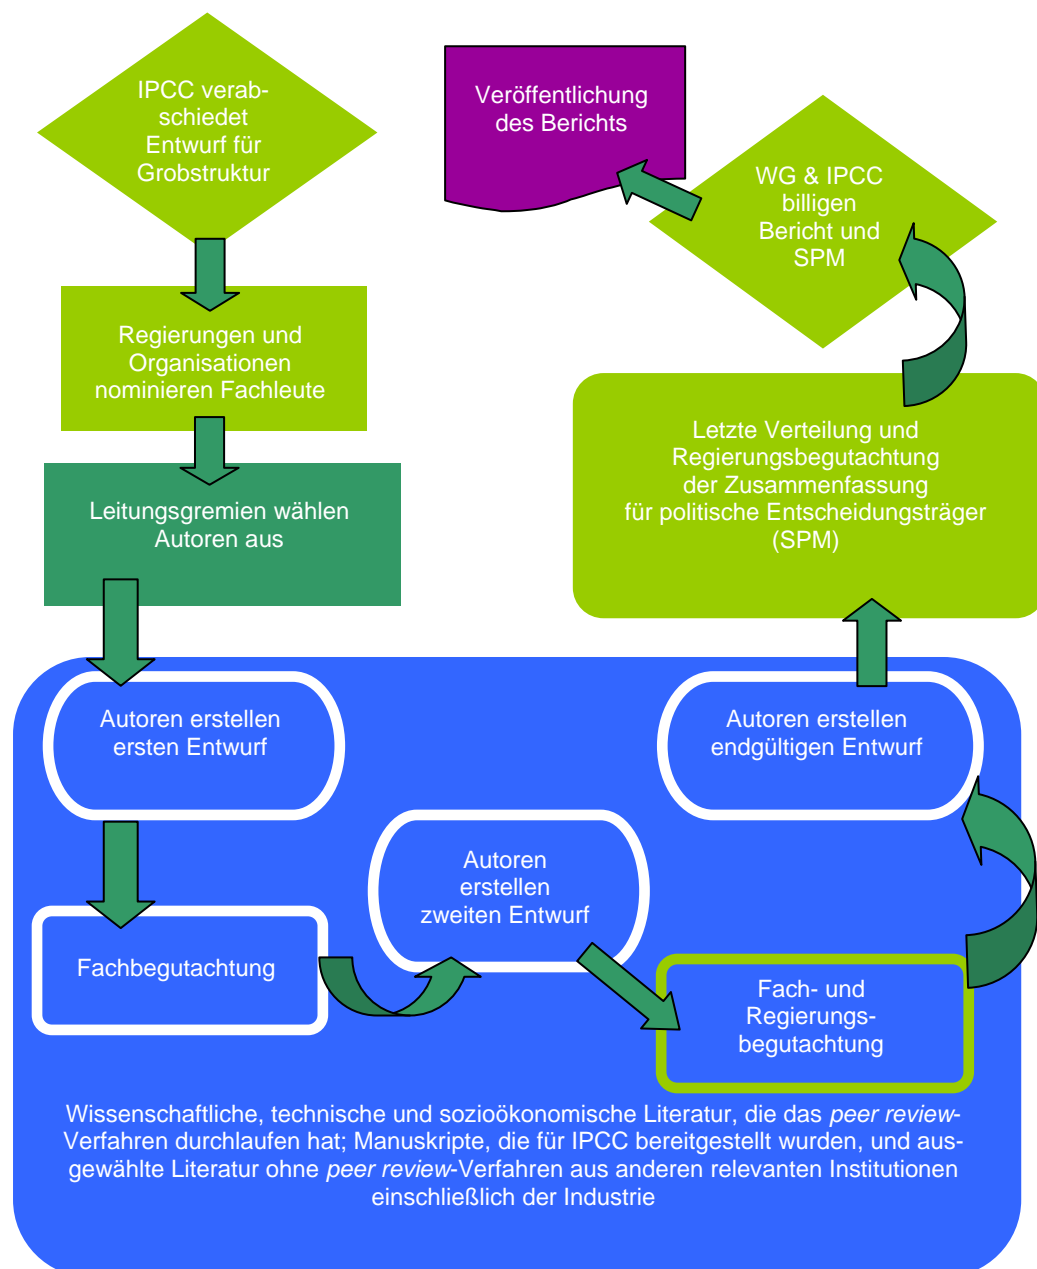 IPCC verab-
schiedet
Entwurf für
Grobstruktur
Regierungen und
Organisationen
nominieren Fachleute
Leitungsgremien wählen
Autoren aus
Autoren erstellen
ersten Entwurf
Fachbegutachtung
Autoren
erstellen
zweiten Entwurf
Fach- und
Regierungs-
begutachtung
Autoren erstellen
endgültigen Entwurf
Letzte Verteilung und
Regierungsbegutachtung
der Zusammenfassung
für politische Entscheidungsträger
(SPM)
WG & IPCC
billigen
Bericht und
SPM
Veröffentlichung
des Berichts
Wissenschaftliche, technische und sozioökonomische Literatur, die das peer review-
Verfahren durchlaufen hat; Manuskripte, die für IPCC bereitgestellt wurden, und aus-
gewählte Literatur ohne peer review-Verfahren aus anderen relevanten Institutionen
einschließlich der Industrie